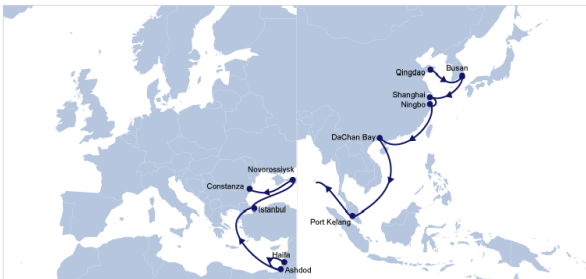 Qingdao
Busan
Shanghai
Ningbo
DaChan Bay
Novorossiysk
Constanza
Istanbul
Port Kelang
Haifa
Ashdod